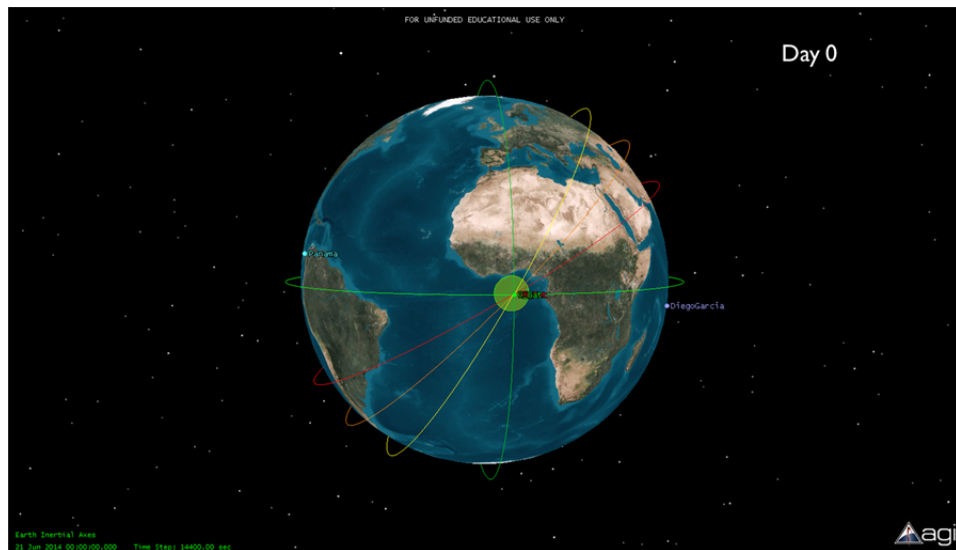 FOR UNFUNDED EDUCATIONAL USE ONLY
Day 0
Panama
DiegoGarcia
Earth Inertial Axes
21 Jun 2014 00:00:00.000 Time Step: 14400.00 sec
agi